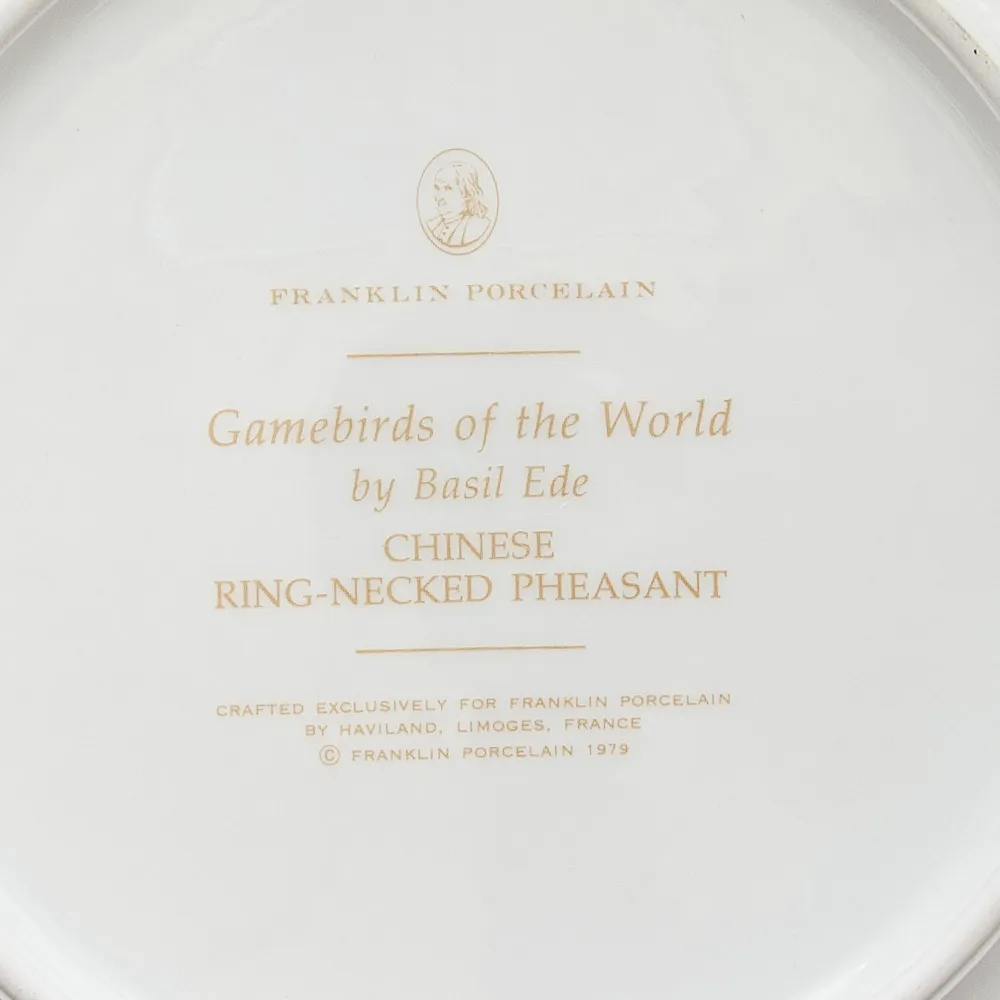 FRANKLIN PORCELAIN
Gamebirds of the World
by Basil Ede
CHINESE
RING-NECKED PHEASANT
CRAFTED EXCLUSIVELY FOR FRANKLIN PORCELAIN
BY HAVILAND, LIMOGES, FRANCE
© FRANKLIN PORCELAIN 1979